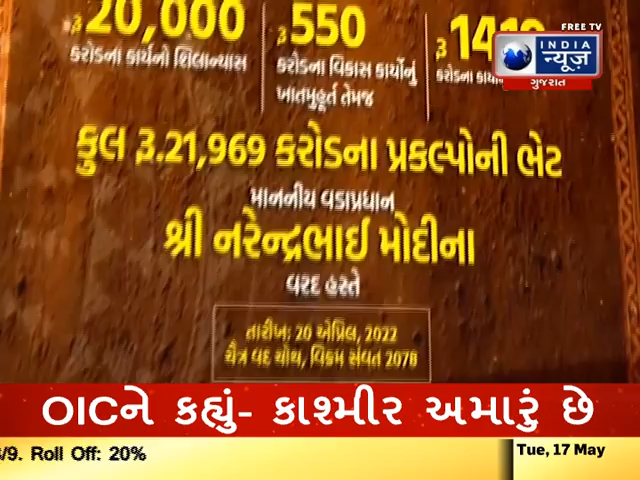 FREE TV
INDIA
न्यूज़
ગુજરાત
રૂ 20,000
કરોડના કાર્યનો શિલાન્યાસ
રૂ 550
કરોડના વિકાસ કાર્યોનું
ખાતમુહૂર્ત તેમજ
રૂ
કરોડના
કુલ રૂ.21,969 કરોડના પ્રકલ્પોની ભેટ
માનનીય વડાપ્રધાન
શ્રી નરેન્દ્રભાઈ મોદીના
વરદ હસ્તે
તારીખઃ 20 એપ્રિલ, 2022
ચૈત્ર વદ ચોથ, વિક્રમ સંવત 2078
OICને કહ્યું- કાશ્મીર અમારું છે
/9. Roll Off: 20%
Tue, 17 May